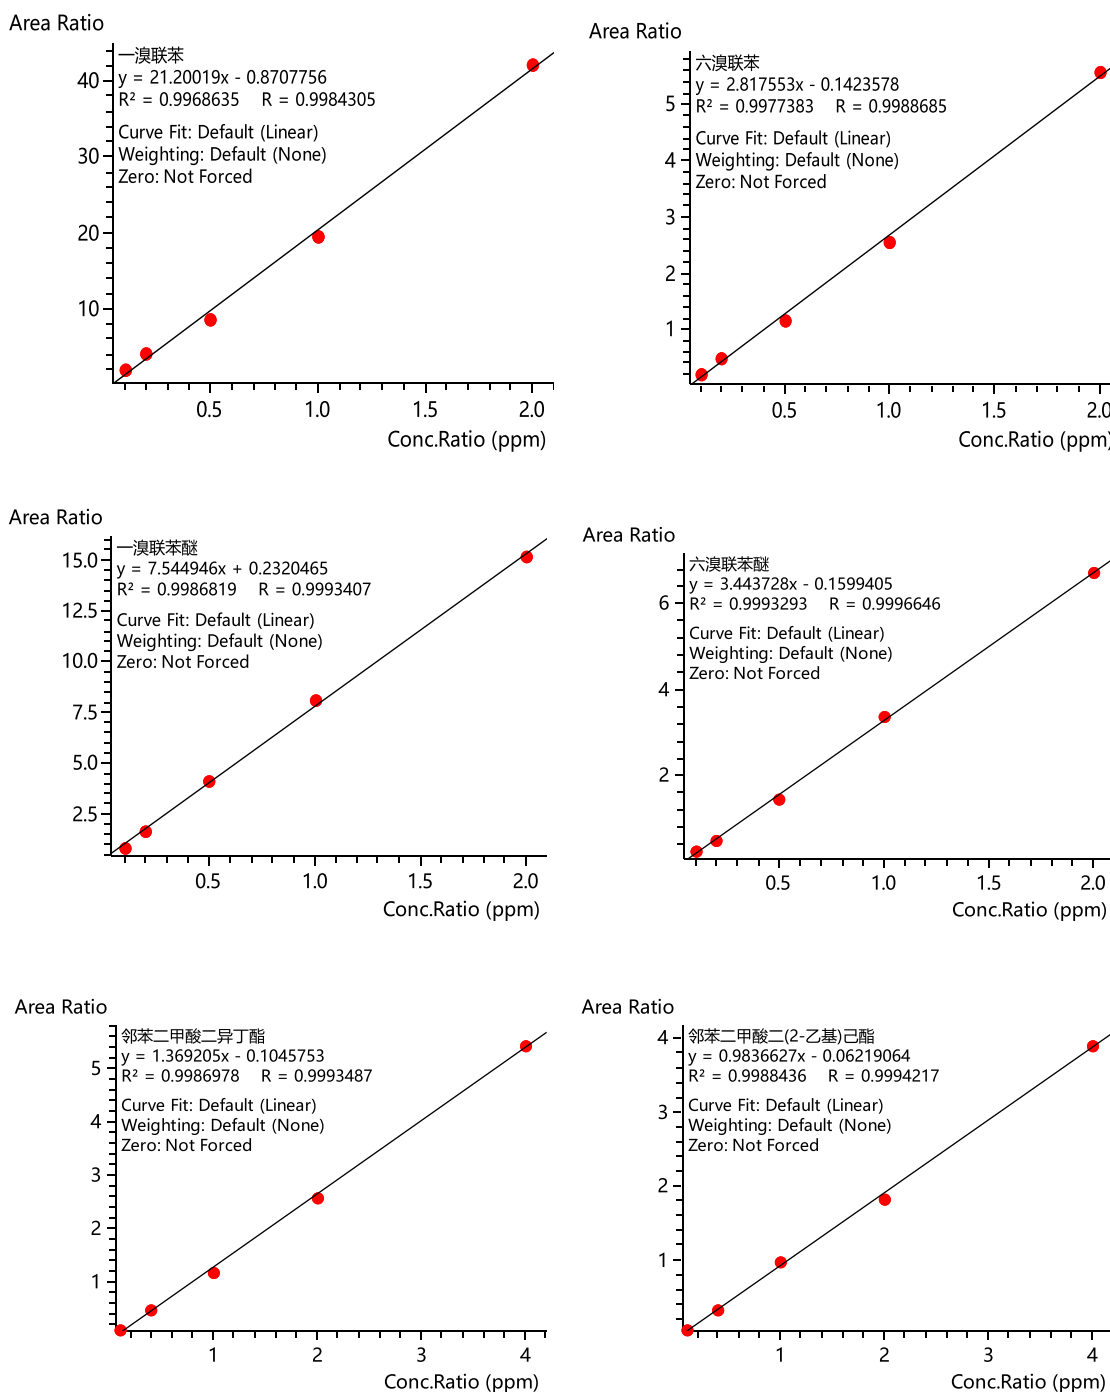 Area Ratio
一溴联苯
y = 21.20019x - 0.8707756
R² = 0.9968635 R = 0.9984305
Curve Fit: Default (Linear)
Weighting: Default (None)
Zero: Not Forced
40
30
20
10
0.5 1.0 1.5 2.0
Conc.Ratio (ppm)
Area Ratio
六溴联苯
y = 2.817553x - 0.1423578
R² = 0.9977383 R = 0.9988685
Curve Fit: Default (Linear)
Weighting: Default (None)
Zero: Not Forced
5
4
3
2
1
0.5 1.0 1.5 2.0
Conc.Ratio (ppm)
Area Ratio
一溴联苯醚
y = 7.544946x + 0.2320465
R² = 0.9986819 R = 0.9993407
Curve Fit: Default (Linear)
Weighting: Default (None)
Zero: Not Forced
15.0
12.5
10.0
7.5
5.0
2.5
0.5 1.0 1.5 2.0
Conc.Ratio (ppm)
Area Ratio
六溴联苯醚
y = 3.443728x - 0.1599405
R² = 0.9993293 R = 0.9996646
Curve Fit: Default (Linear)
Weighting: Default (None)
Zero: Not Forced
6
4
2
0.5 1.0 1.5 2.0
Conc.Ratio (ppm)
Area Ratio
邻苯二甲酸二异丁酯
y = 1.369205x - 0.1045753
R² = 0.9986978 R = 0.9993487
Curve Fit: Default (Linear)
Weighting: Default (None)
Zero: Not Forced
5
4
3
2
1
1 2 3 4
Conc.Ratio (ppm)
Area Ratio
邻苯二甲酸二(2-乙基)己酯
y = 0.9836627x - 0.06219064
R² = 0.9988436 R = 0.9994217
Curve Fit: Default (Linear)
Weighting: Default (None)
Zero: Not Forced
4
3
2
1
1 2 3 4
Conc.Ratio (ppm)